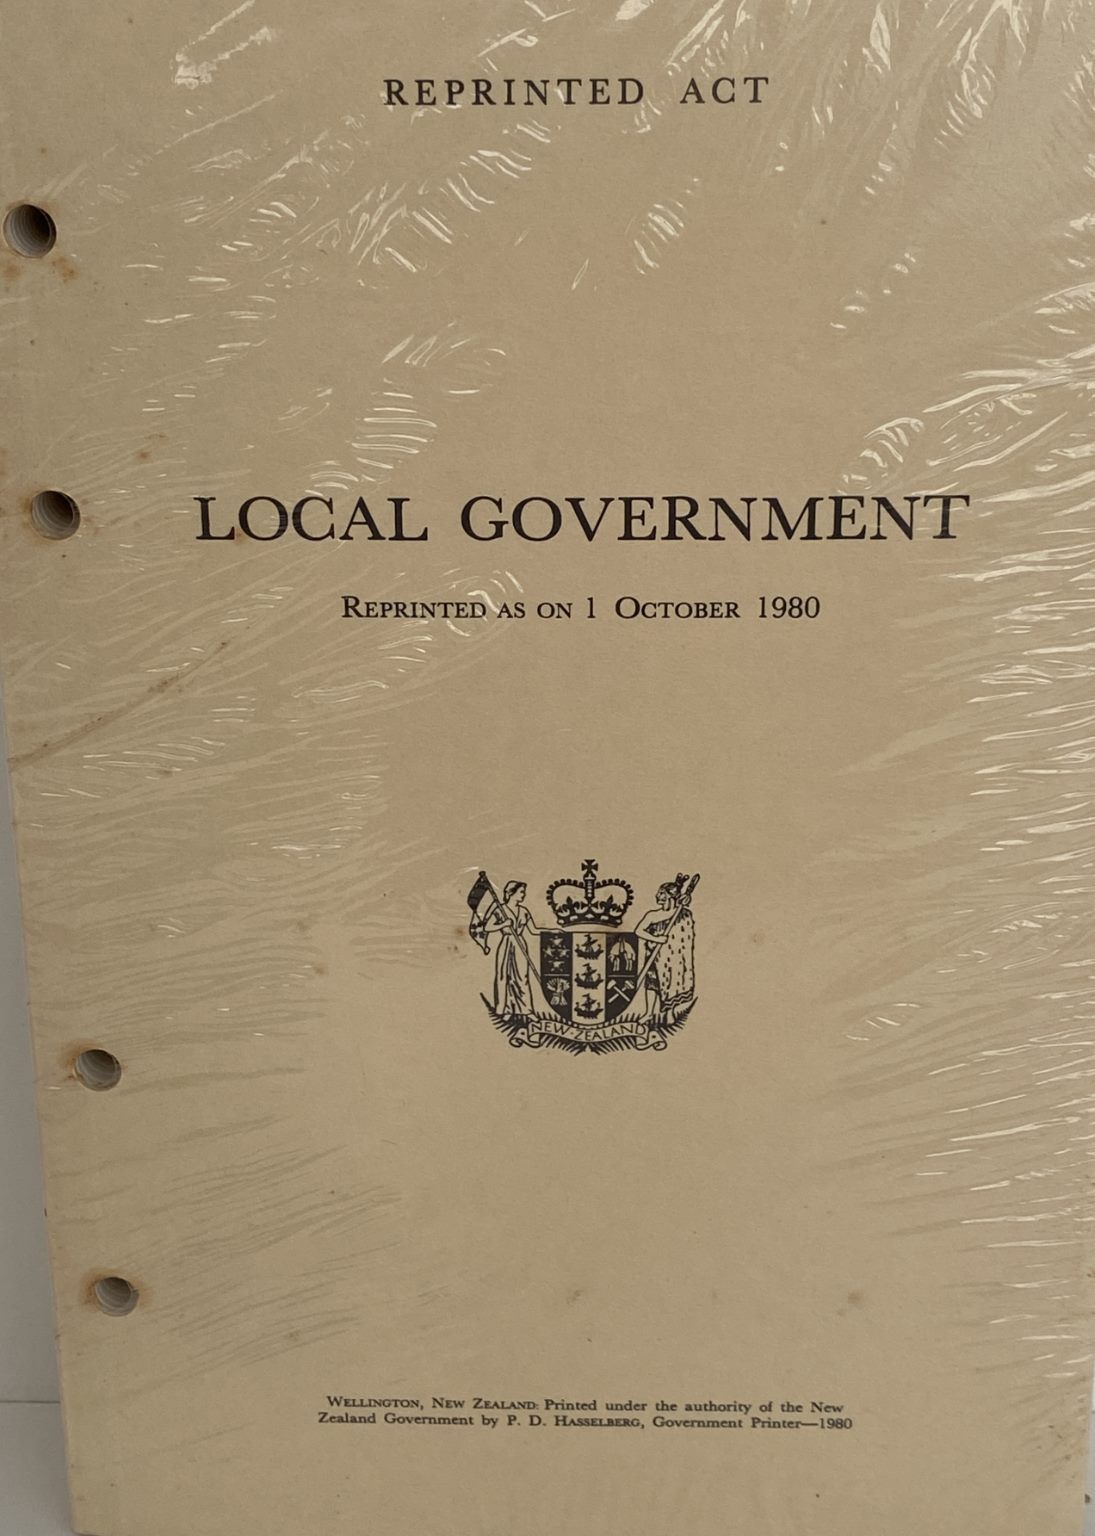 REPRINTED ACT
LOCAL GOVERNMENT
REPRINTED AS ON 1 OCTOBER 1980
NEW ZEALAND
WELLINGTON, NEW ZEALAND: Printed under the authority of the New
Zealand Government by P. D. HASSELBERG, Government Printer—1980